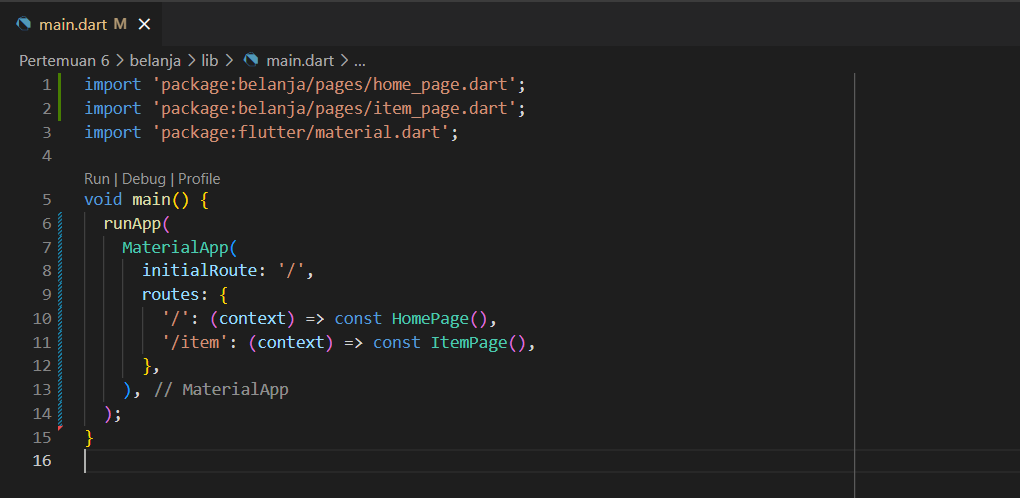 main.dart M
Pertemuan 6 > belanja > lib > main.dart > ...
1 import 'package:belanja/pages/home_page.dart';
2 import 'package:belanja/pages/item_page.dart';
3 import 'package:flutter/material.dart';
4
Run | Debug | Profile
5 void main() {
6   runApp(
7     MaterialApp(
8       initialRoute: '/',
9       routes: {
10         '/': (context) => const HomePage(),
11         '/item': (context) => const ItemPage(),
12       },
13     ), // MaterialApp
14   );
15 }
16